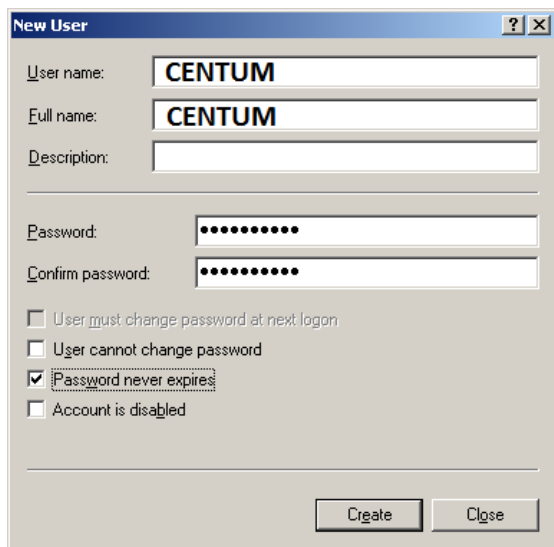 New User
User name: CENTUM
Full name: CENTUM
Description:
Password: ●●●●●●●●●●
Confirm password: ●●●●●●●●●●
User must change password at next logon
User cannot change password
Password never expires
Account is disabled
Create Close